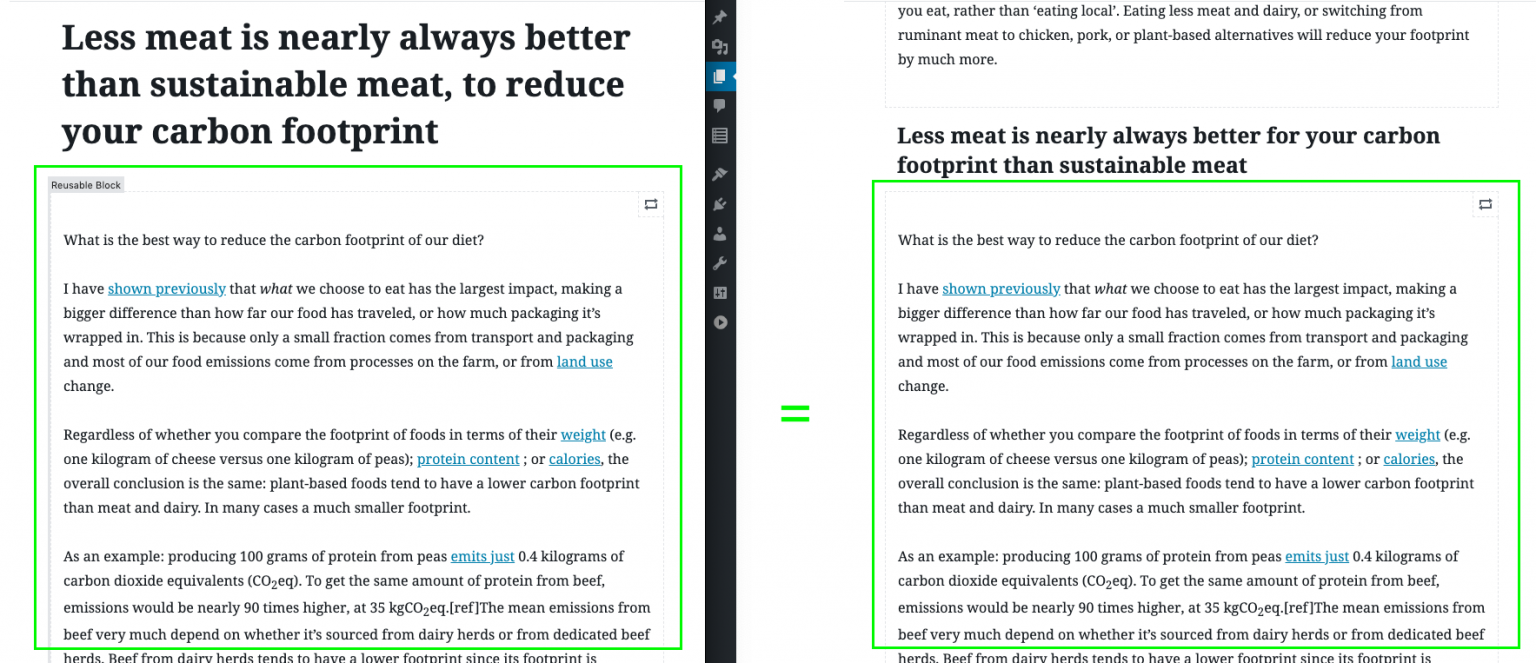 Less meat is nearly always better
than sustainable meat, to reduce
your carbon footprint
Reusable Block
What is the best way to reduce the carbon footprint of our diet?
I have shown previously that what we choose to eat has the largest impact, making a
bigger difference than how far our food has traveled, or how much packaging it’s
wrapped in. This is because only a small fraction comes from transport and packaging
and most of our food emissions come from processes on the farm, or from land use
change.
Regardless of whether you compare the footprint of foods in terms of their weight (e.g.
one kilogram of cheese versus one kilogram of peas); protein content ; or calories, the
overall conclusion is the same: plant-based foods tend to have a lower carbon footprint
than meat and dairy. In many cases a much smaller footprint.
As an example: producing 100 grams of protein from peas emits just 0.4 kilograms of
carbon dioxide equivalents (CO₂eq). To get the same amount of protein from beef,
emissions would be nearly 90 times higher, at 35 kgCO₂eq.[ref]The mean emissions from
beef very much depend on whether it’s sourced from dairy herds or from dedicated beef
herds. Beef from dairy herds tends to have a lower footprint since its footprint is
=
you eat, rather than ‘eating local’. Eating less meat and dairy, or switching from
ruminant meat to chicken, pork, or plant-based alternatives will reduce your footprint
by much more.
Less meat is nearly always better for your carbon
footprint than sustainable meat
What is the best way to reduce the carbon footprint of our diet?
I have shown previously that what we choose to eat has the largest impact, making a
bigger difference than how far our food has traveled, or how much packaging it’s
wrapped in. This is because only a small fraction comes from transport and packaging
and most of our food emissions come from processes on the farm, or from land use
change.
Regardless of whether you compare the footprint of foods in terms of their weight (e.g.
one kilogram of cheese versus one kilogram of peas); protein content ; or calories, the
overall conclusion is the same: plant-based foods tend to have a lower carbon footprint
than meat and dairy. In many cases a much smaller footprint.
As an example: producing 100 grams of protein from peas emits just 0.4 kilograms of
carbon dioxide equivalents (CO₂eq). To get the same amount of protein from beef,
emissions would be nearly 90 times higher, at 35 kgCO₂eq.[ref]The mean emissions from
beef very much depend on whether it’s sourced from dairy herds or from dedicated beef
herds. Beef from dairy herds tends to have a lower footprint since its footprint is